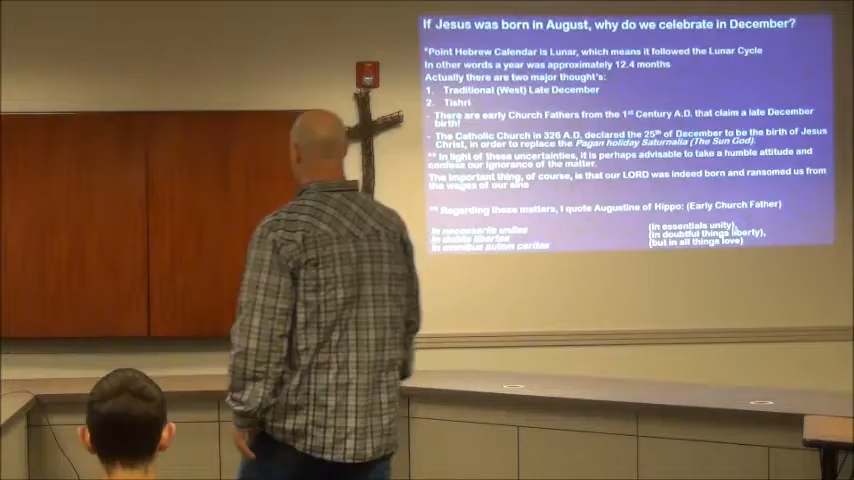 If Jesus was born in August, why do we celebrate in December?
*Point Hebrew Calendar is Lunar, which means it followed the Lunar Cycle
In other words a year was approximately 12.4 months
Actually there are two major thought's:
1. Traditional (West) Late December
2. Tishri
- There are early Church Fathers from the 1st Century A.D. that claim a late December
birth!
- The Catholic Church in 326 A.D. declared the 25th of December to be the birth of Jesus
Christ, in order to replace the Pagan holiday Saturnalia (The Sun God).
** In light of these uncertainties, it is perhaps advisable to take a humble attitude and
confess our ignorance of the matter.
The important thing, of course, is that our LORD was indeed born and ransomed us from
the wages of our sins
** Regarding these matters, I quote Augustine of Hippo: (Early Church Father)
In necessariis unitas (in essentials unity,
In dubiis libertas (in doubtful things liberty),
In omnibus autem caritas (but in all things love)